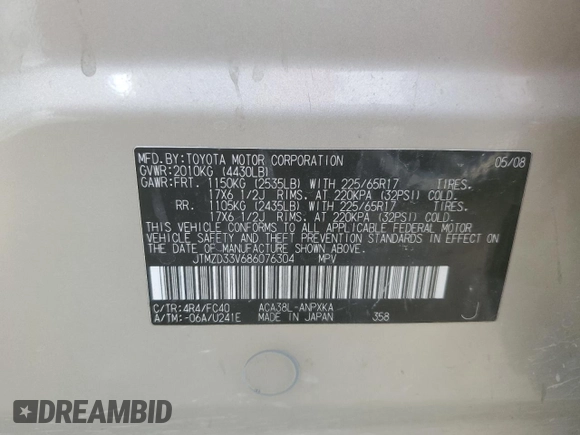 MFD.BY:TOYOTA MOTOR CORPORATION 05/08
GVWR:2010KG (4430LB)
GAWR:FRT. 1150KG (2535LB) WITH 225/65R17 TIRES.
17X6 1/2J RIMS. AT 220KPA (32PSI) COLD.
RR. 1105KG (2435LB) WITH 225/65R17 TIRES.
17X6 1/2J RIMS. AT 220KPA (32PSI) COLD.
THIS VEHICLE CONFORMS TO ALL APPLICABLE FEDERAL
MOTOR VEHICLE SAFETY AND THEFT PREVENTION
STANDARDS IN EFFECT ON THE
DATE OF MANUFACTURE SHOWN ABOVE.
JTMZD33V686076304 MPV
C/TR:4R4/FC40 ACA38L-ANPXKA
A/TM:-06A/U241E MADE IN JAPAN 358 J
DREAMBID